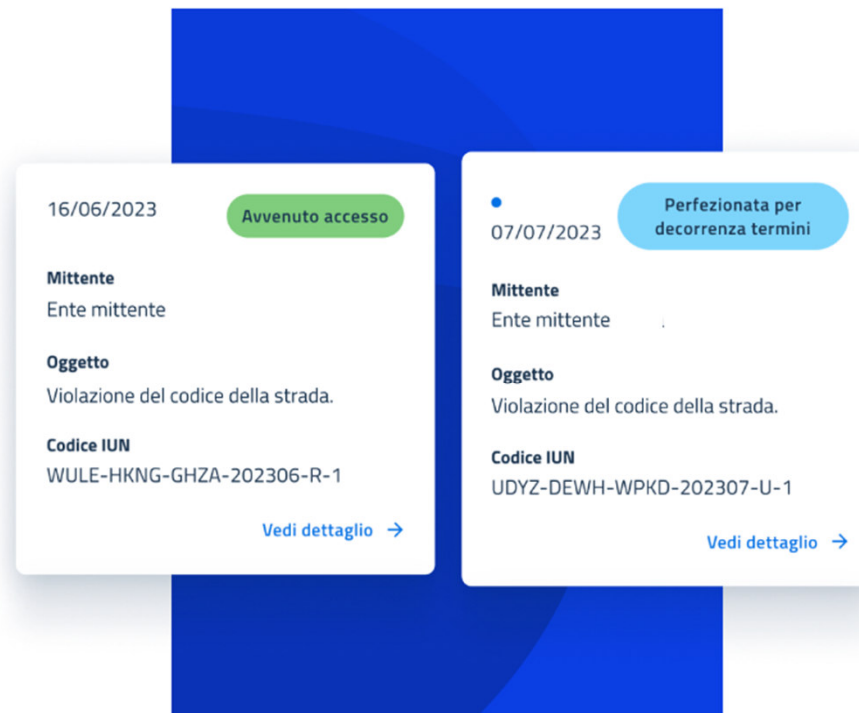 16/06/2023
Avvenuto accesso
Mittente
Ente mittente
Oggetto
Violazione del codice della strada.
Codice IUN
WULE-HKNG-GHZA-202306-R-1
Vedi dettaglio →
07/07/2023
Perfezionata per
decorrenza termini
Mittente
Ente mittente
Oggetto
Violazione del codice della strada.
Codice IUN
UDYZ-DEWH-WPKD-202307-U-1
Vedi dettaglio →